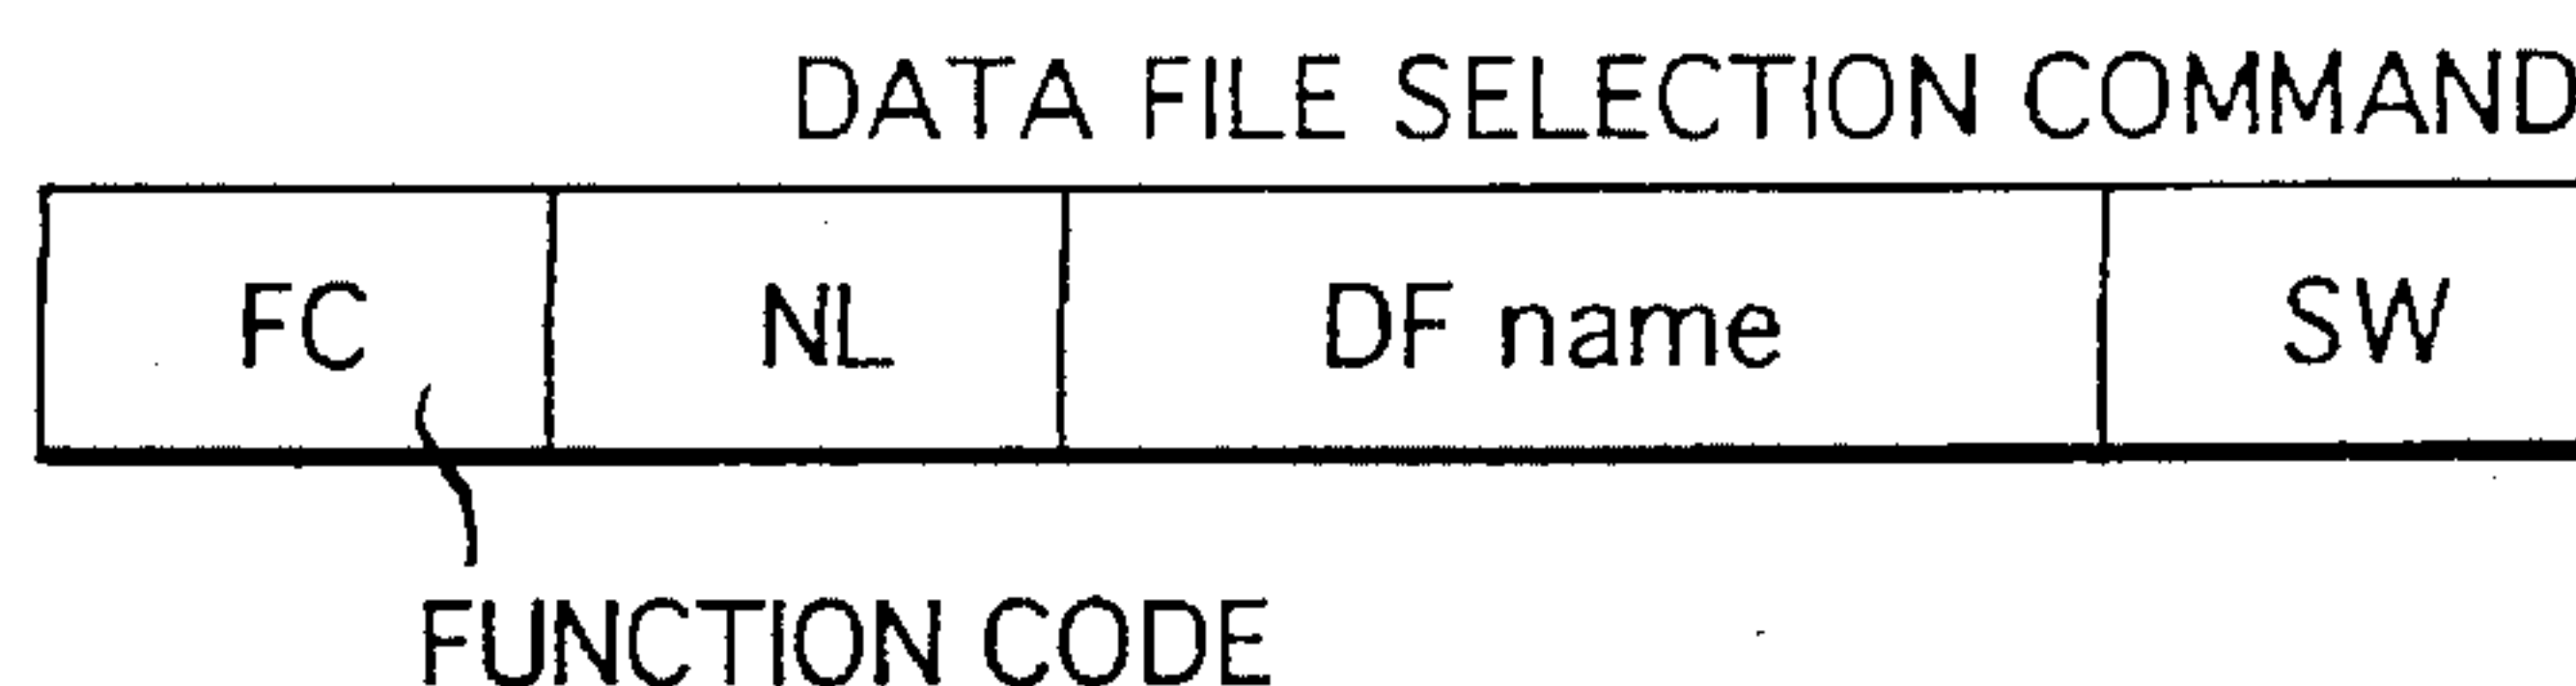 DATA FILE SELECTION COMMAND
FC NL DF name SW
FUNCTION CODE